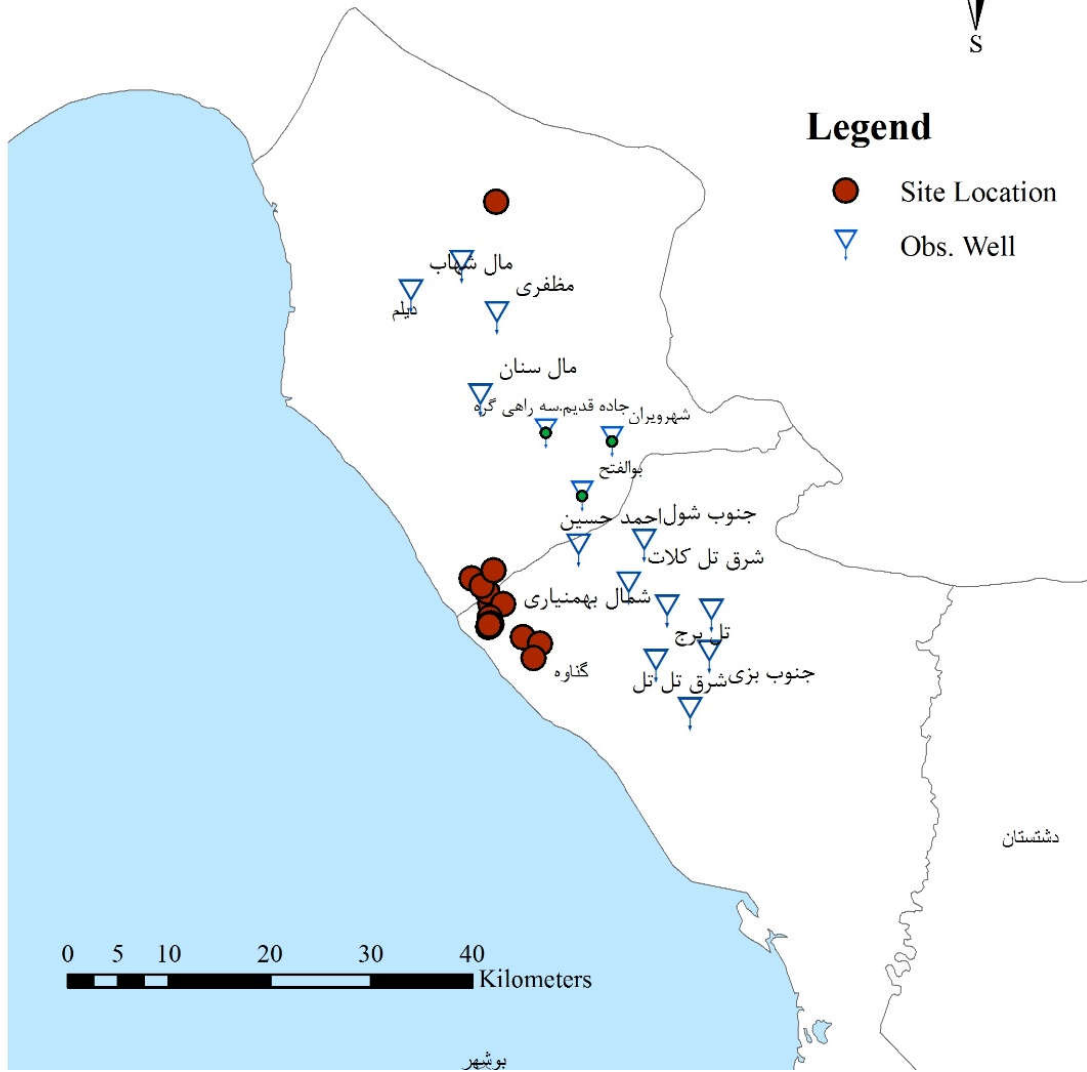 S
Legend
Site Location
Obs. Well
مال شهاب
مظفری
دیلم
مال سنان
جاده قدیم.سه راهی گره
شهرویران
بوالفتح
جنوب شول
احمد حسین
شرق تل کلات
شمال بهمنیاری
تل برج
گناوه
جنوب بزی
شرق تل تل
دشتستان
0 5 10 20 30 40
Kilometers
بوشهر